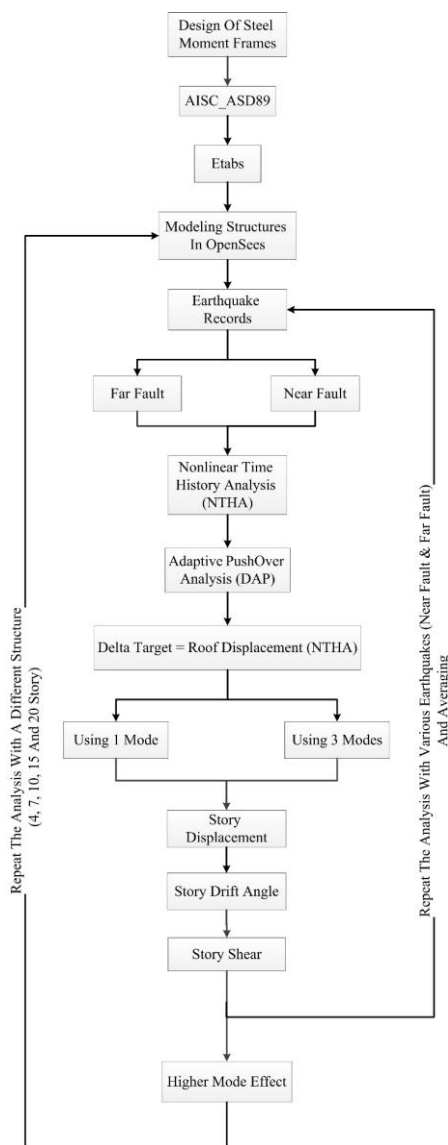 Design Of Steel
Moment Frames
AISC_ASD89
Etabs
Modeling Structures
In OpenSees
Earthquake
Records
Far Fault
Near Fault
Nonlinear Time
History Analysis
(NTHA)
Adaptive PushOver
Analysis (DAP)
Delta Target = Roof Displacement (NTHA)
Using 1 Mode
Using 3 Modes
Story
Displacement
Story Drift Angle
Story Shear
Higher Mode Effect
Repeat The Analysis With A Different Structure
(4, 7, 10, 15 And 20 Story)
Repeat The Analysis With Various Earthquakes (Near Fault & Far Fault)
And Averaging